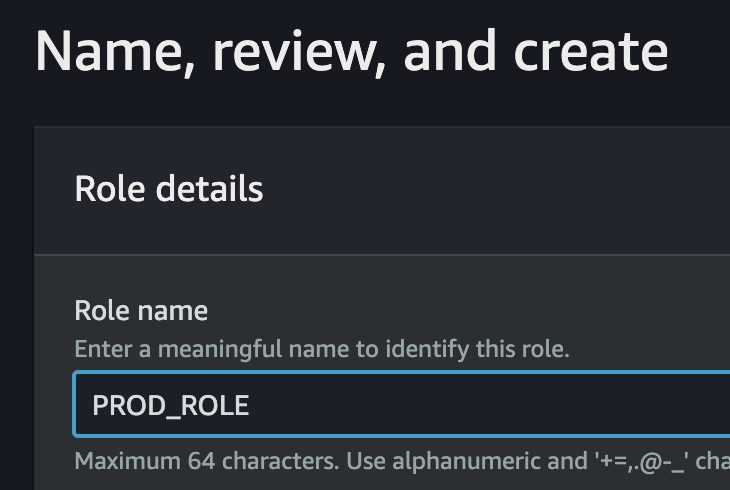 Name, review, and create
Role details
Role name
Enter a meaningful name to identify this role.
PROD_ROLE
Maximum 64 characters. Use alphanumeric and '+=,.@-_' cha